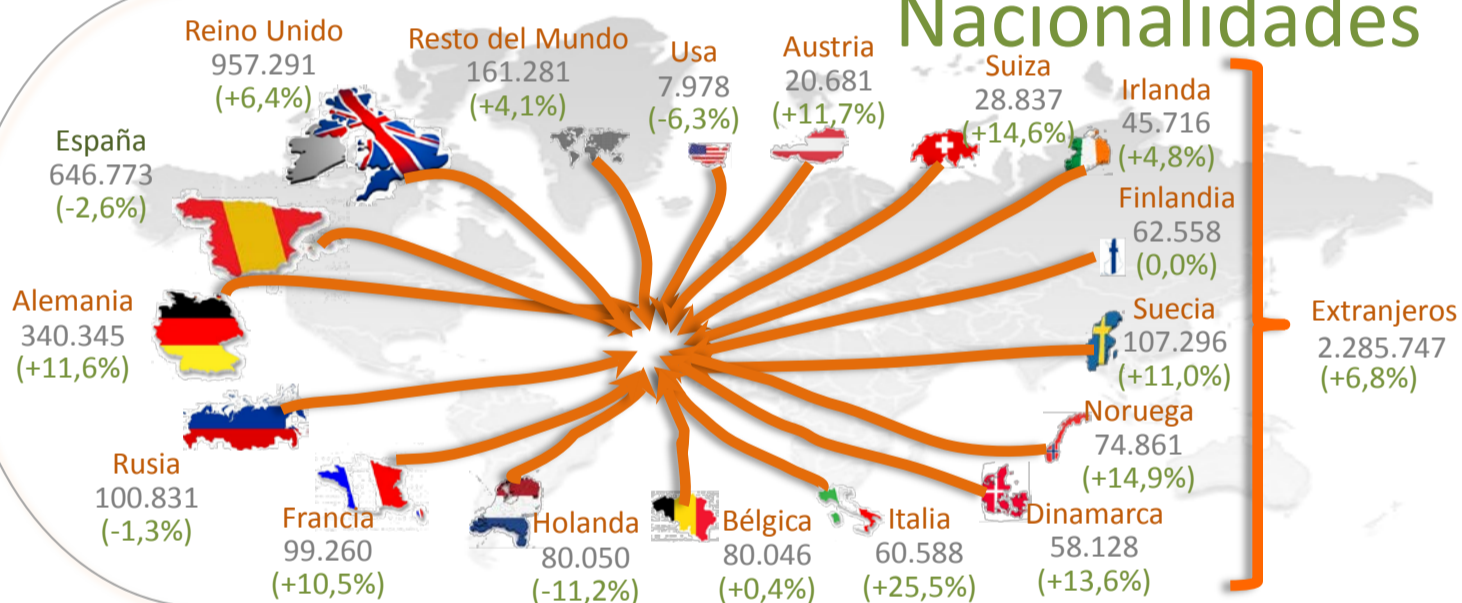 Nacionalidades
Reino Unido
957.291
(+6,4%)
Resto del Mundo
161.281
(+4,1%)
Usa
7.978
(-6,3%)
Austria
20.681
(+11,7%)
Suiza
28.837
(+14,6%)
Irlanda
45.716
(+4,8%)
España
646.773
(-2,6%)
Finlandia
62.558
(0,0%)
Alemania
340.345
(+11,6%)
Suecia
107.296
(+11,0%)
Extranjeros
2.285.747
(+6,8%)
Noruega
74.861
(+14,9%)
Rusia
100.831
(-1,3%)
Francia
99.260
(+10,5%)
Holanda
80.050
(-11,2%)
Bélgica
80.046
(+0,4%)
Italia
60.588
(+25,5%)
Dinamarca
58.128
(+13,6%)